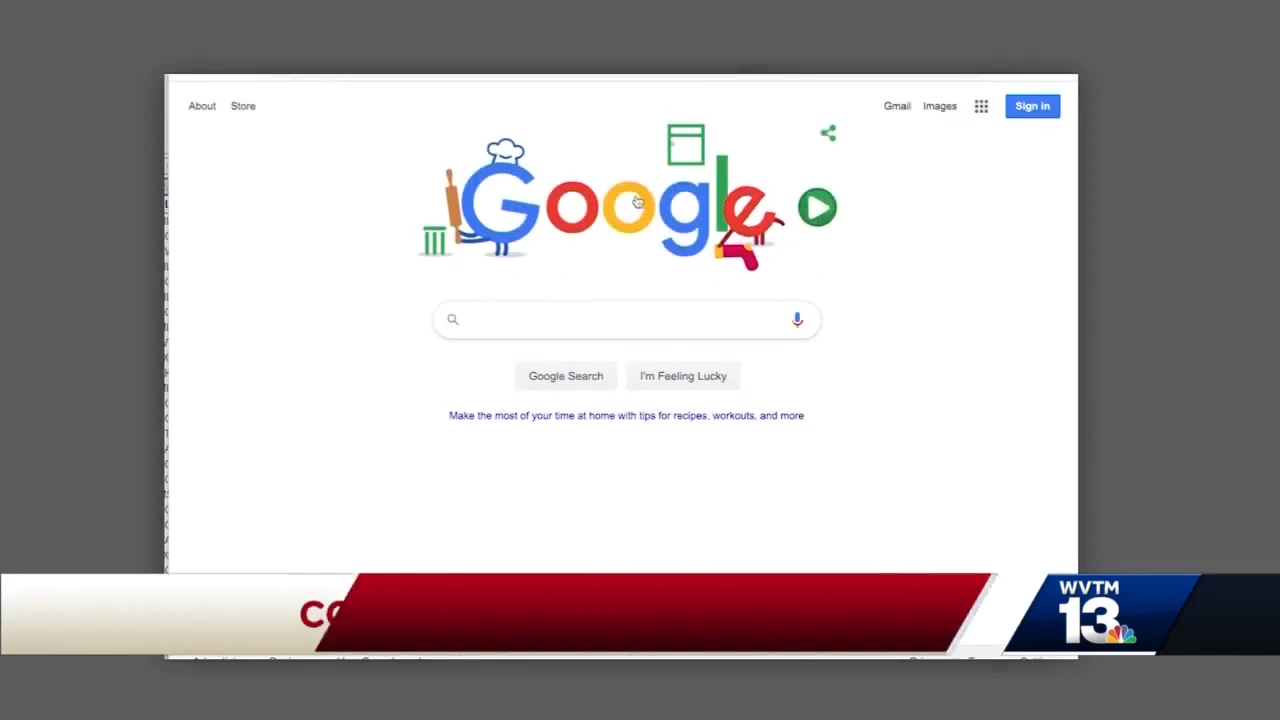 About Store
Gmail Images Sign in
Google
Google Search I'm Feeling Lucky
Make the most of your time at home with tips for recipes, workouts, and more
WVTM
13